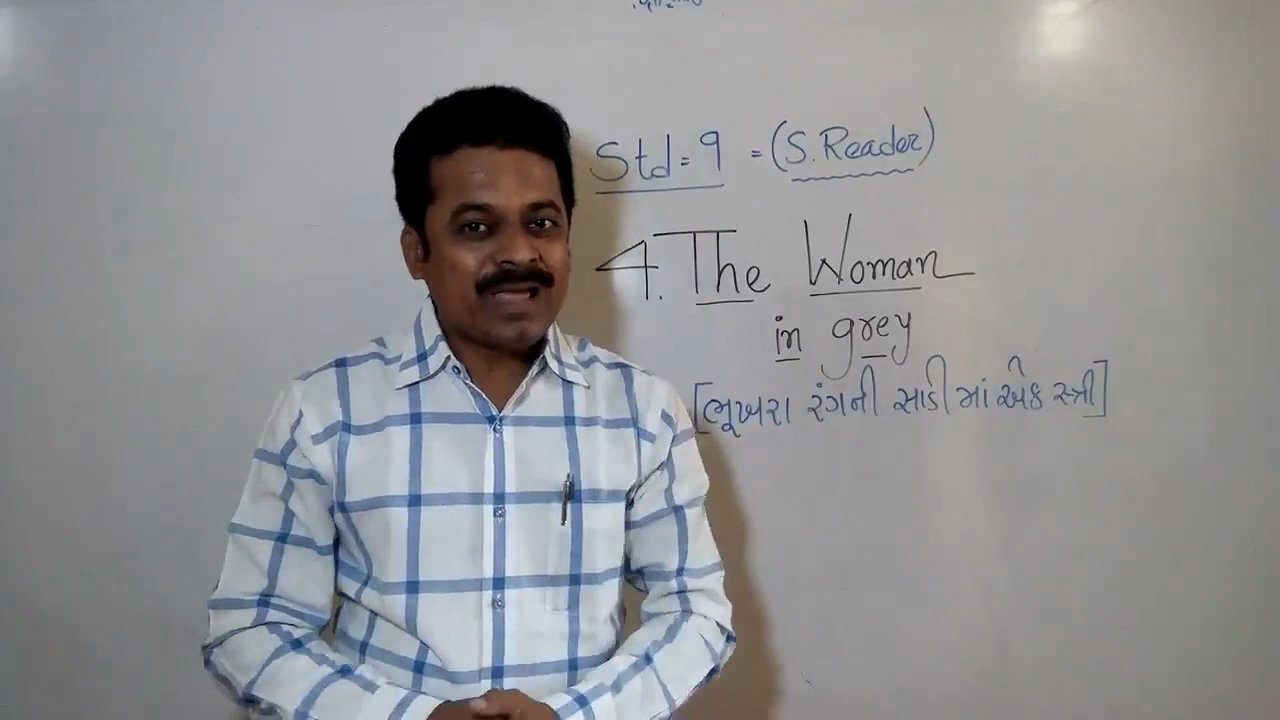 Std = 9 = (S. Reader)
4. The Woman
in grey
[ભૂખરા રંગની સાડીમાં એક સ્ત્રી]